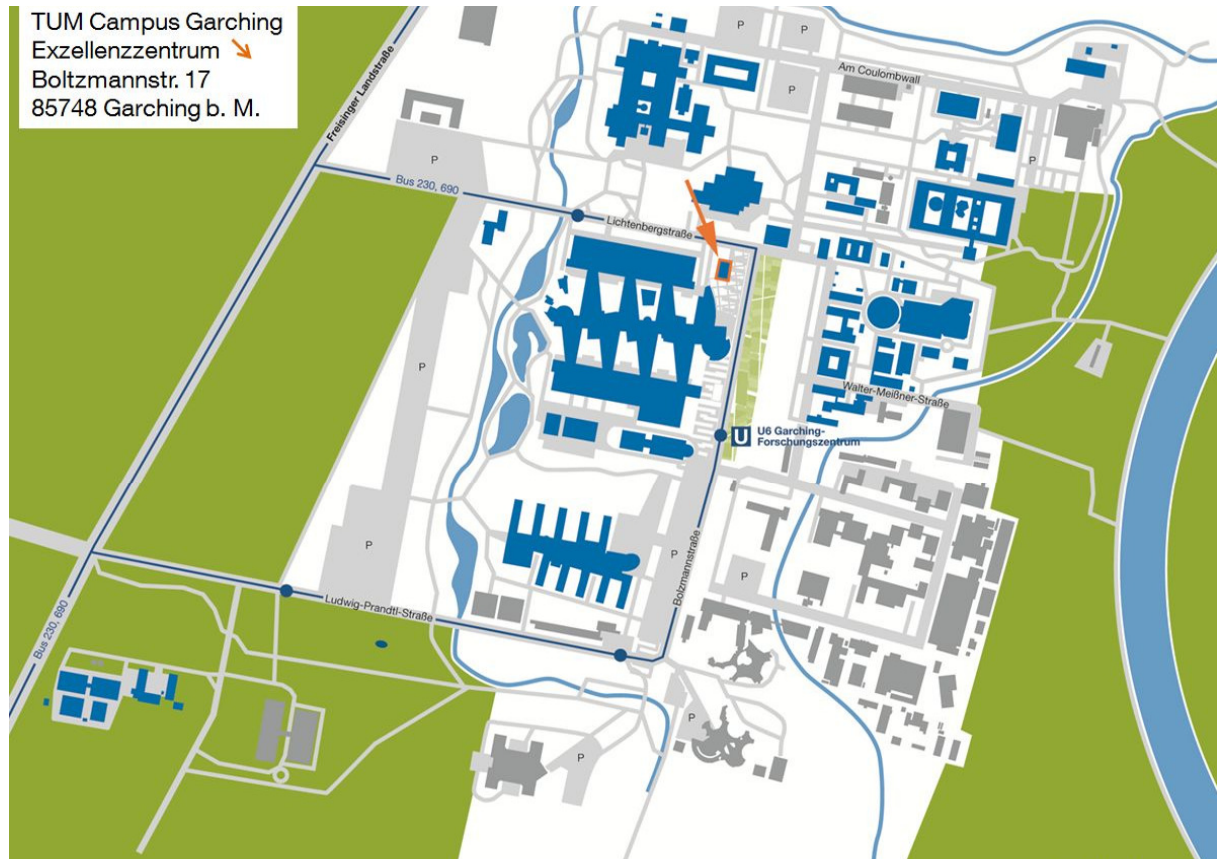 TUM Campus Garching
Exzellenzzentrum
Boltzmannstr. 17
85748 Garching b. M.
P
P
P
Am Coulombwall
P
Freisinger Landstraße
P
P
Bus 230, 690
Lichtenbergstraße
P
Walter-Meißner-Straße
U
U6 Garching-
Forschungszentrum
P
P
P
Bolzmannstraße
Ludwig-Prandtl-Straße
Bus 230, 690
P
P